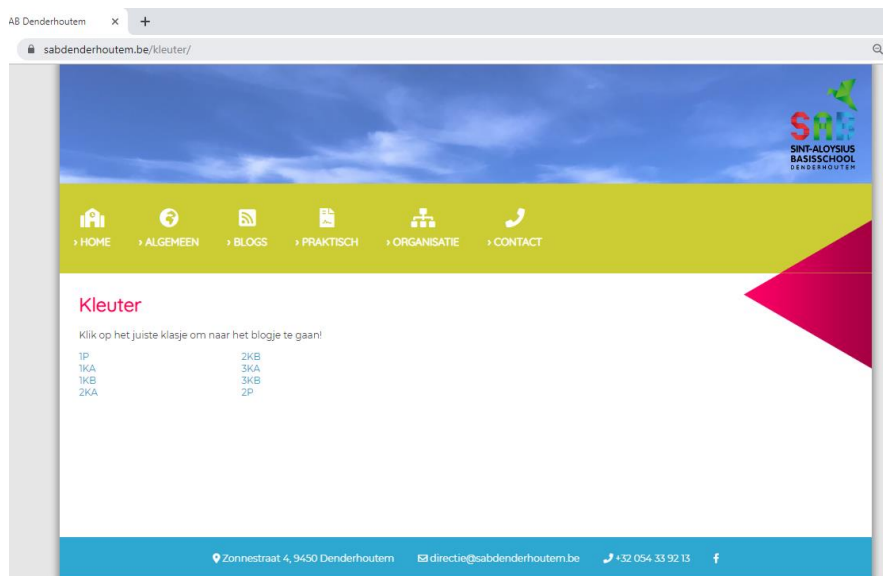 AB Denderhoutem
sabdenderhoutem.be/kleuter/
SAB
SINT-ALOYSIUS
BASISSCHOOL
DENDERHOUTEM
› HOME › ALGEMEEN › BLOGS › PRAKTISCH › ORGANISATIE › CONTACT
Kleuter
Klik op het juiste klasje om naar het blogje te gaan!
1P 2KB
1KA 3KA
1KB 3KB
2KA 2P
Zonnestraat 4, 9450 Denderhoutem directie@sabdenderhoutem.be +32 054 33 92 13